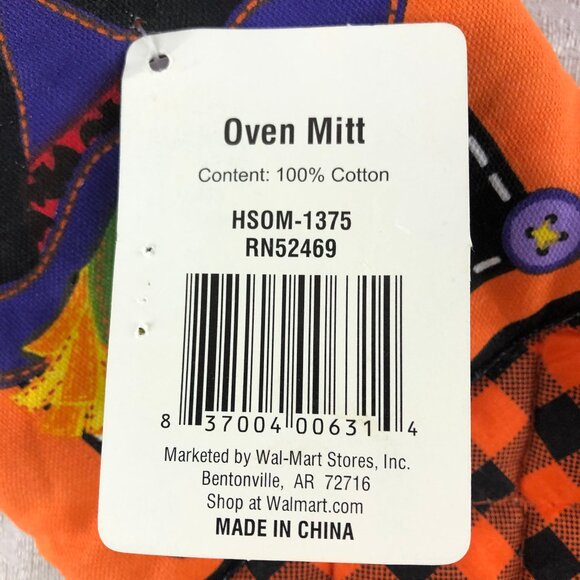 Oven Mitt
Content: 100% Cotton
HSOM-1375
RN52469
8 37004 00631 4
Marketed by Wal-Mart Stores, Inc.
Bentonville, AR 72716
Shop at Walmart.com
MADE IN CHINA